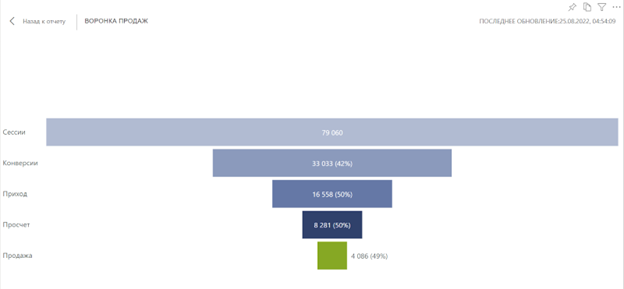 Назад к отчету
ВОРОНКА ПРОДАЖ
ПОСЛЕДНЕЕ ОБНОВЛЕНИЕ:25.08.2022, 04:54:09
Сессии 79 060
Конверсии 33 033 (42%)
Приход 16 558 (50%)
Просчет 8 281 (50%)
Продажа 4 086 (49%)